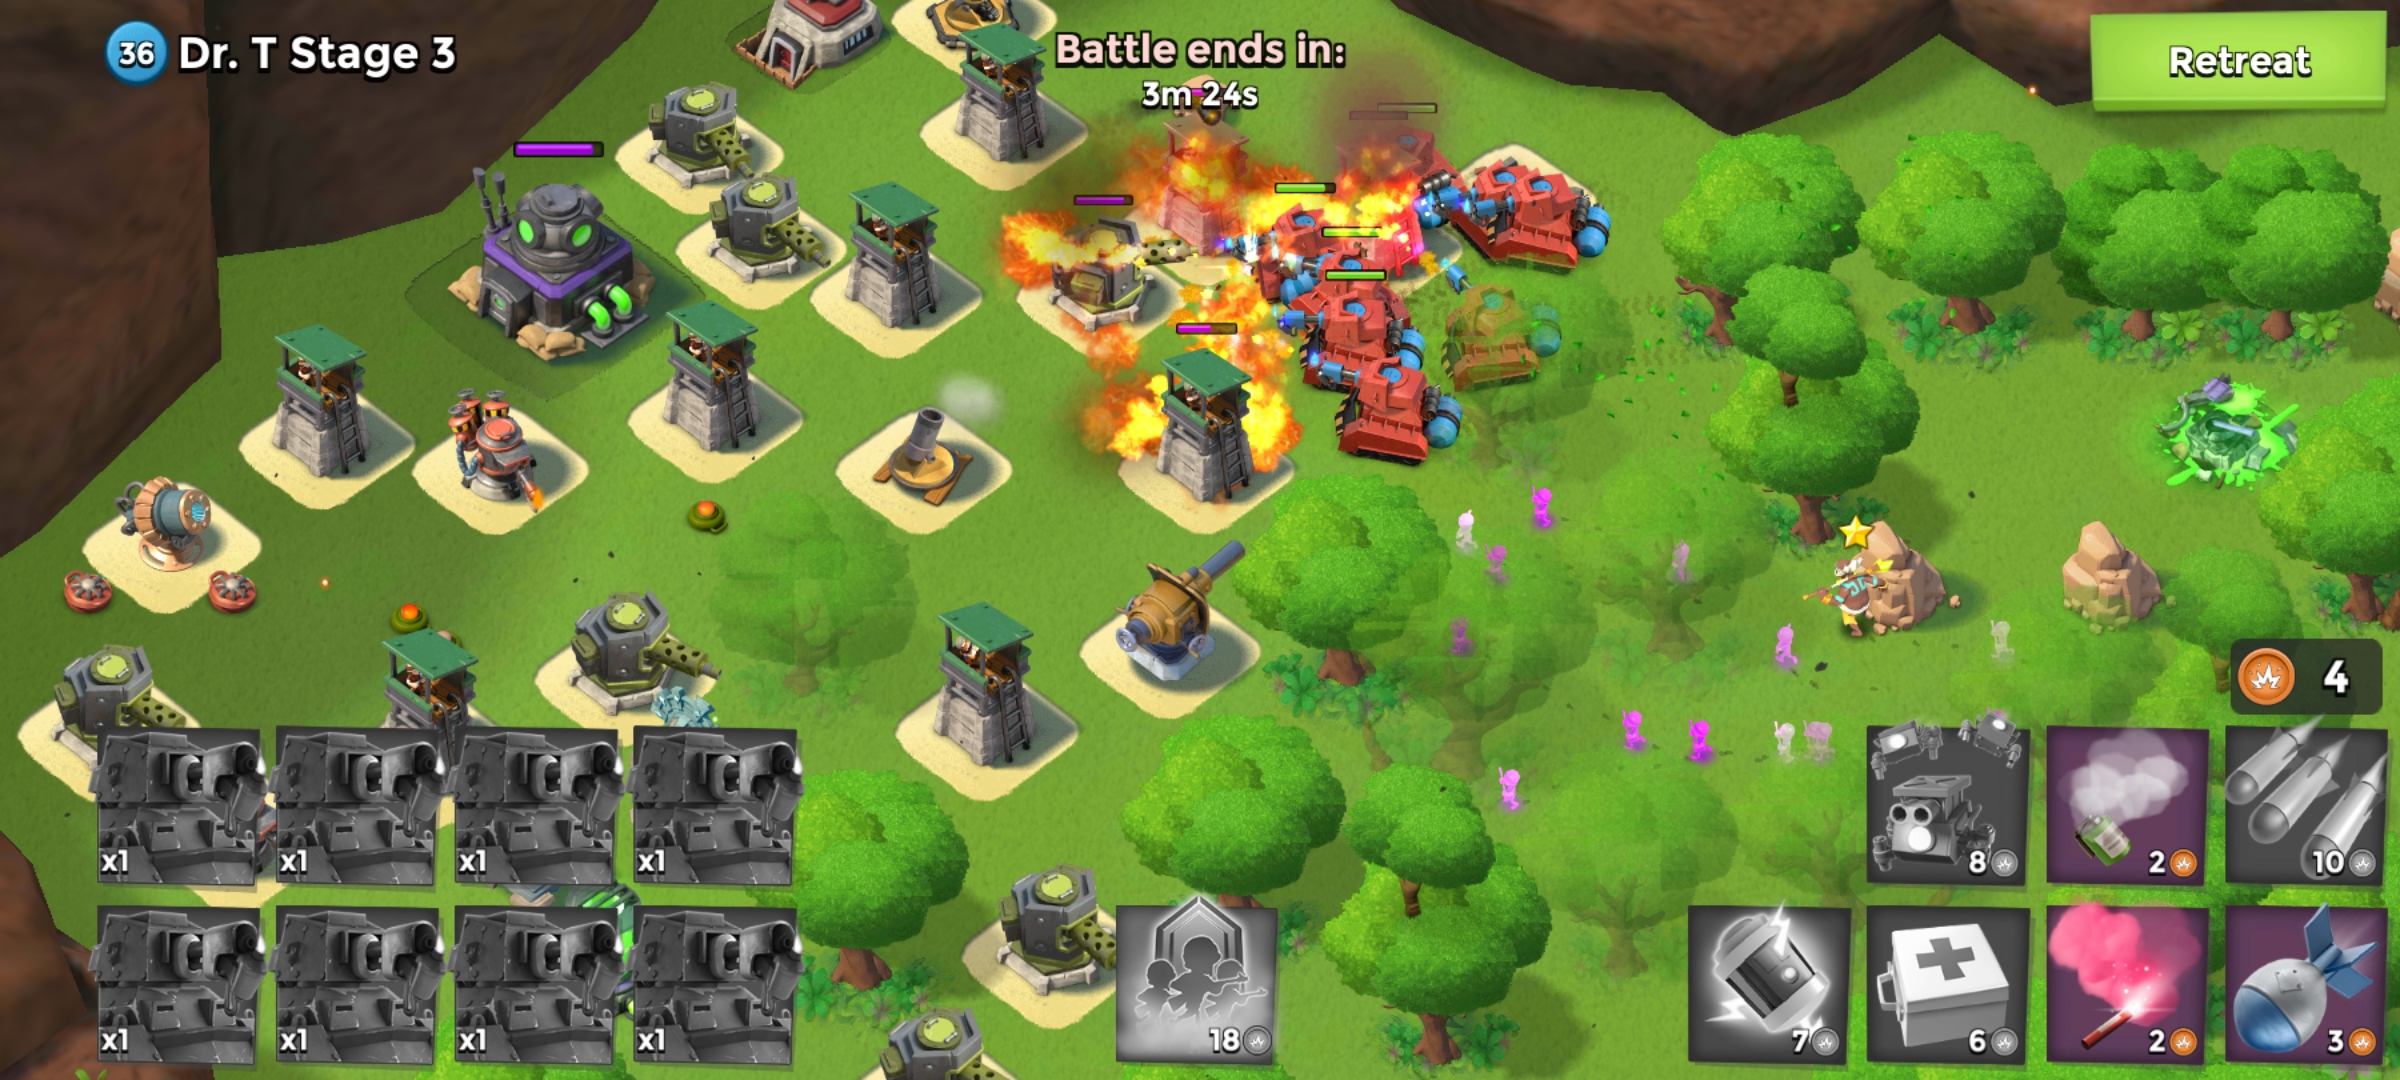 36 Dr. T Stage 3
Battle ends in:
3m 24s
Retreat
4
x1 x1 x1 x1
8 2 10
x1 x1 x1 x1
18 7 6 2 3